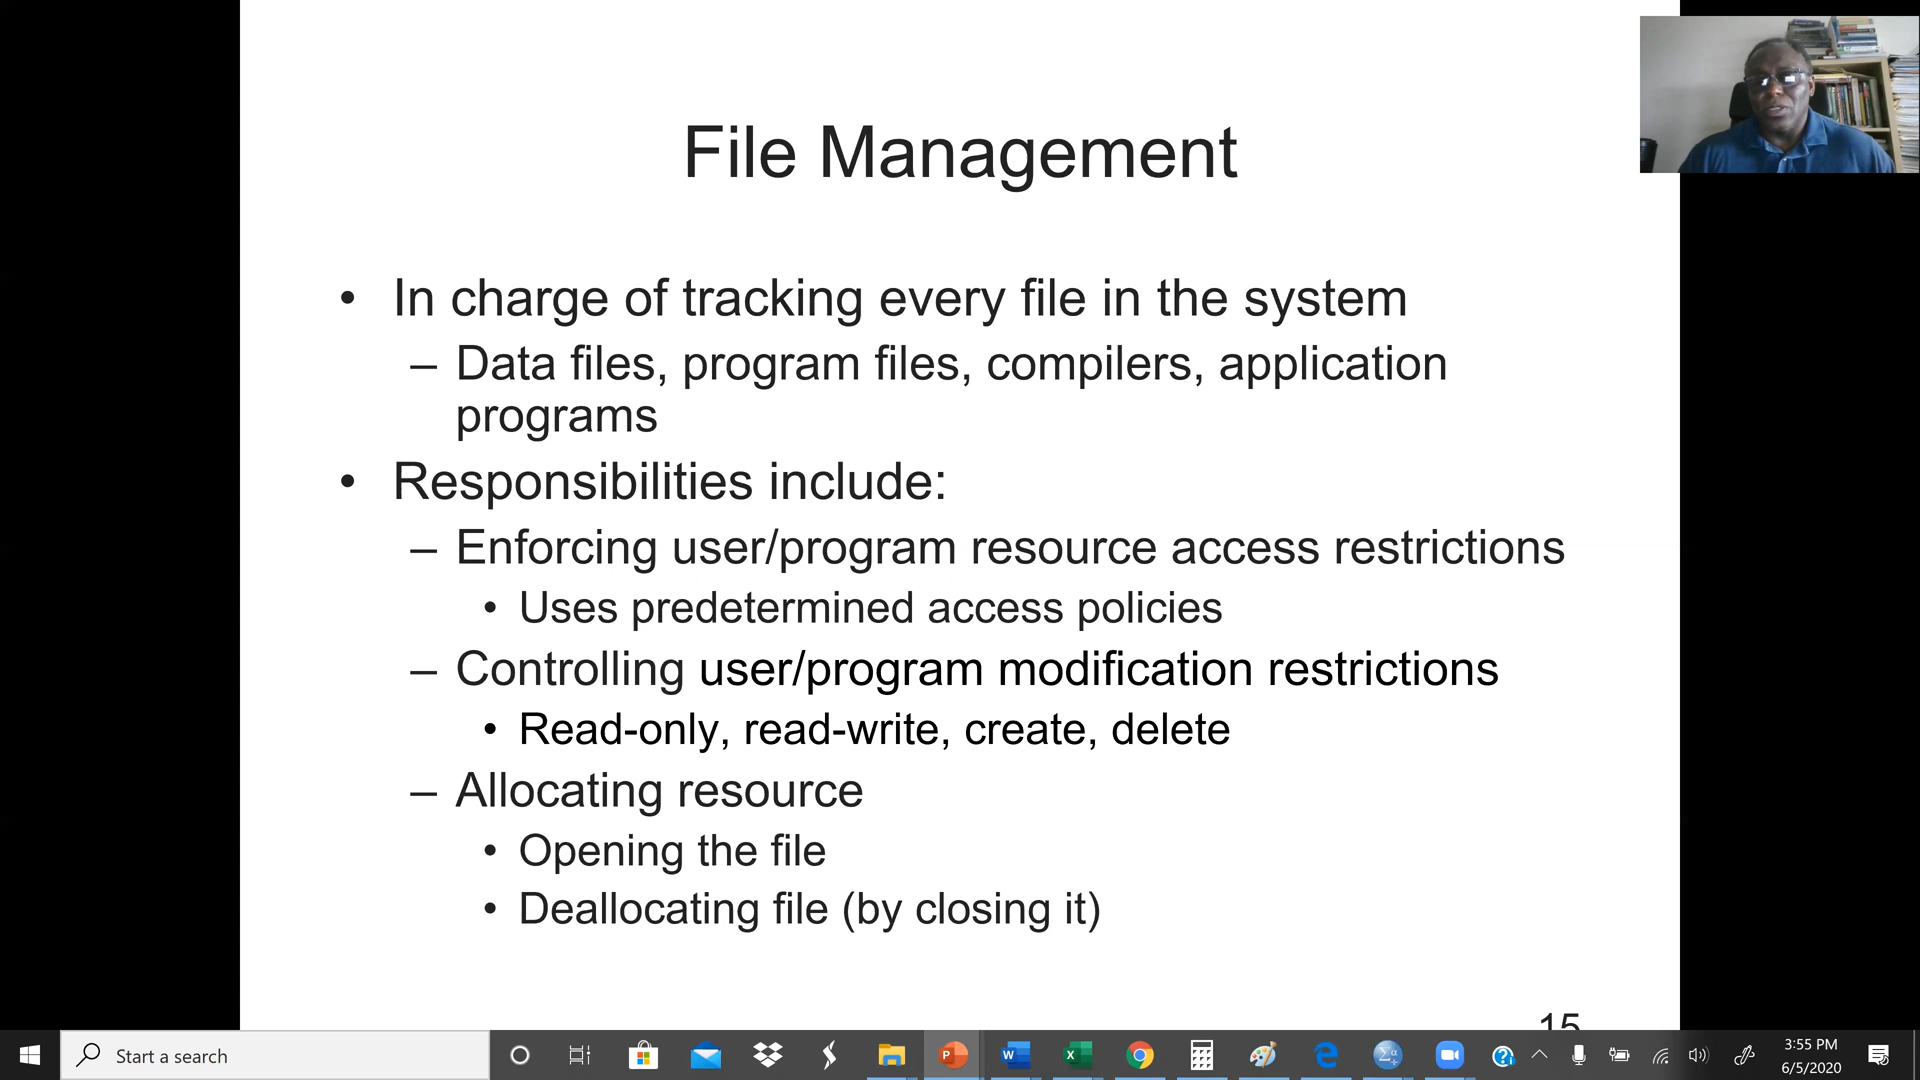 File Management
• In charge of tracking every file in the system
– Data files, program files, compilers, application
programs
• Responsibilities include:
– Enforcing user/program resource access restrictions
• Uses predetermined access policies
– Controlling user/program modification restrictions
• Read-only, read-write, create, delete
– Allocating resource
• Opening the file
• Deallocating file (by closing it)
15
Start a search
3:55 PM
6/5/2020